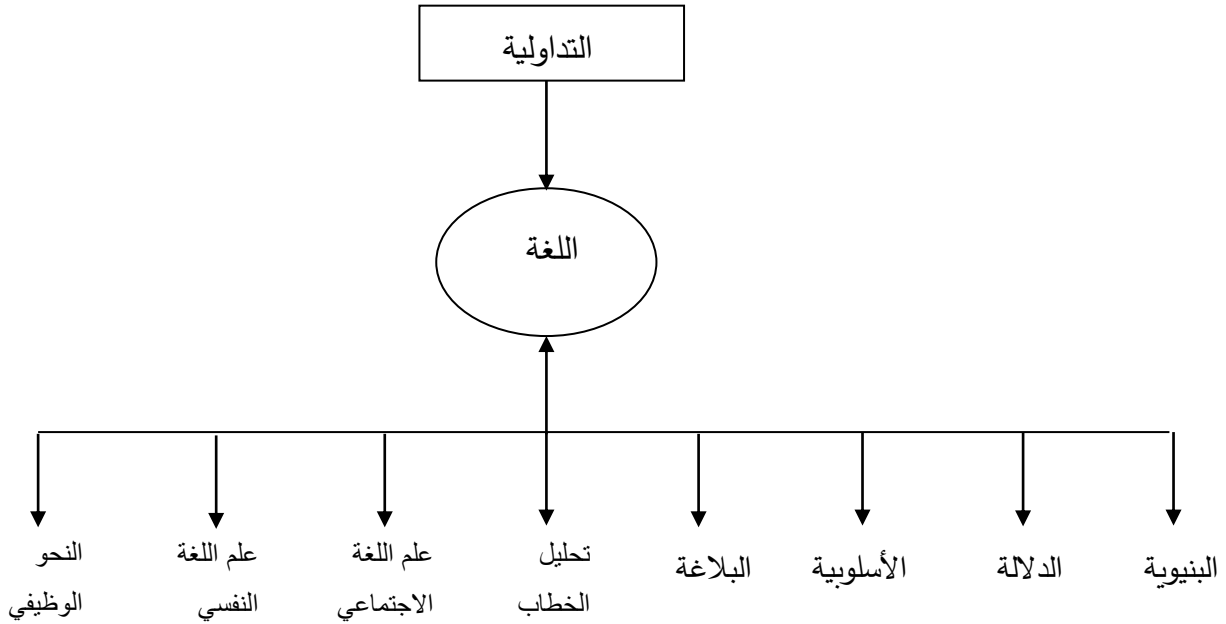 التداولية
اللغة
البنيوية
الدلالة
الأسلوبية
البلاغة
تحليل
الخطاب
علم اللغة
الاجتماعي
علم اللغة
النفسي
النحو
الوظيفي